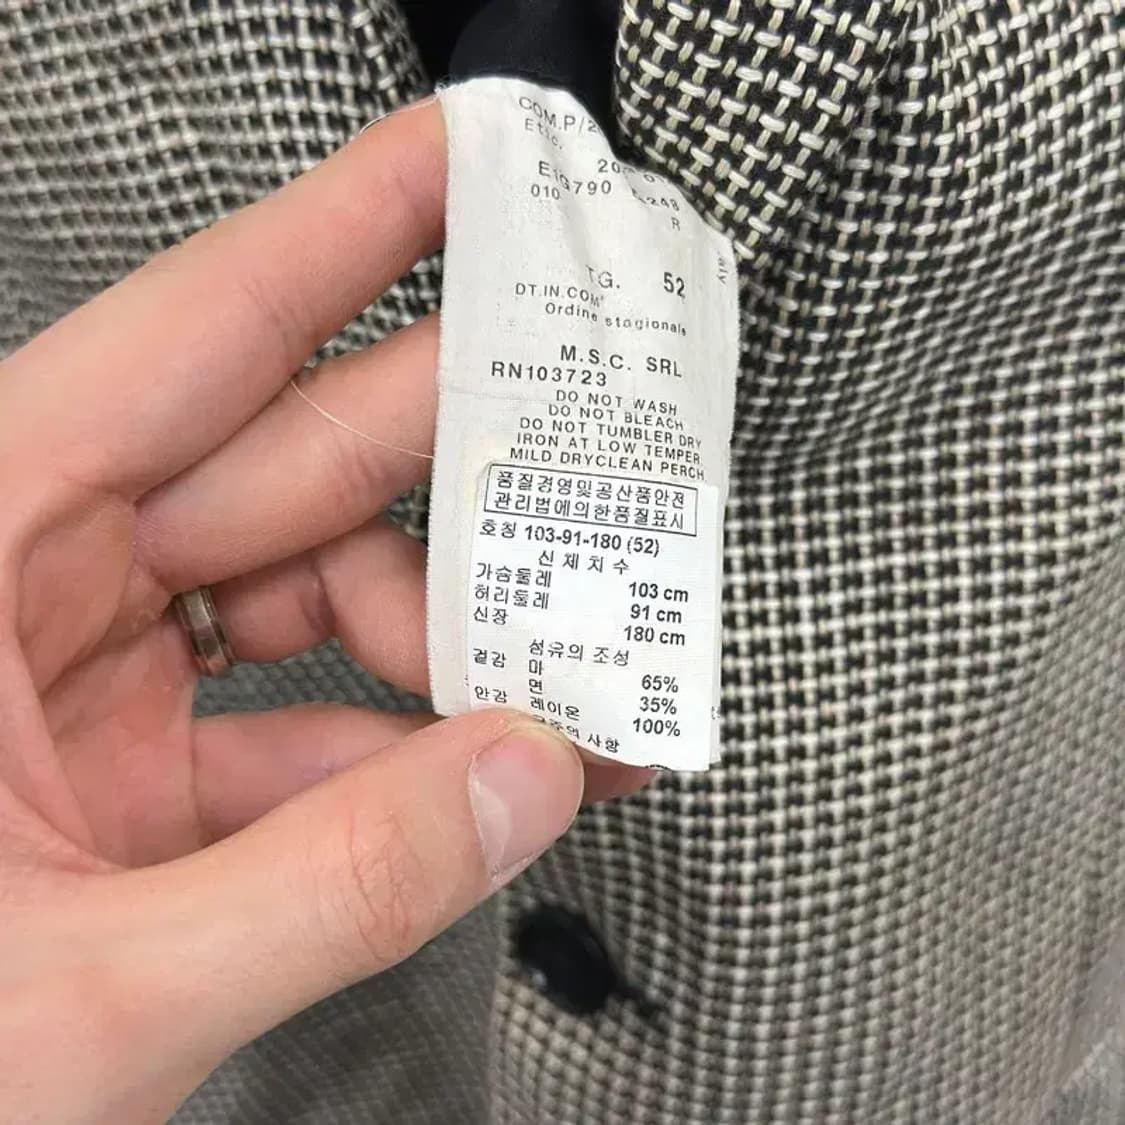 COM.P/2
Etic.
010
R
TG. 52
DT.IN.COM
Ordine stagionale
M.S.C. SRL
RN103723
DO NOT WASH
DO NOT BLEACH
DO NOT TUMBLER DRY
IRON AT LOW TEMPER.
MILD DRYCLEAN PERCH.
품질경영및공산품안전
관리법에의한품질표시
호칭 103-91-180 (52)
신체치수
가슴둘레 103 cm
허리둘레 91 cm
신장 180 cm
섬유의 조성
겉감 마 65%
면 35%
안감 레이온 100%
사항